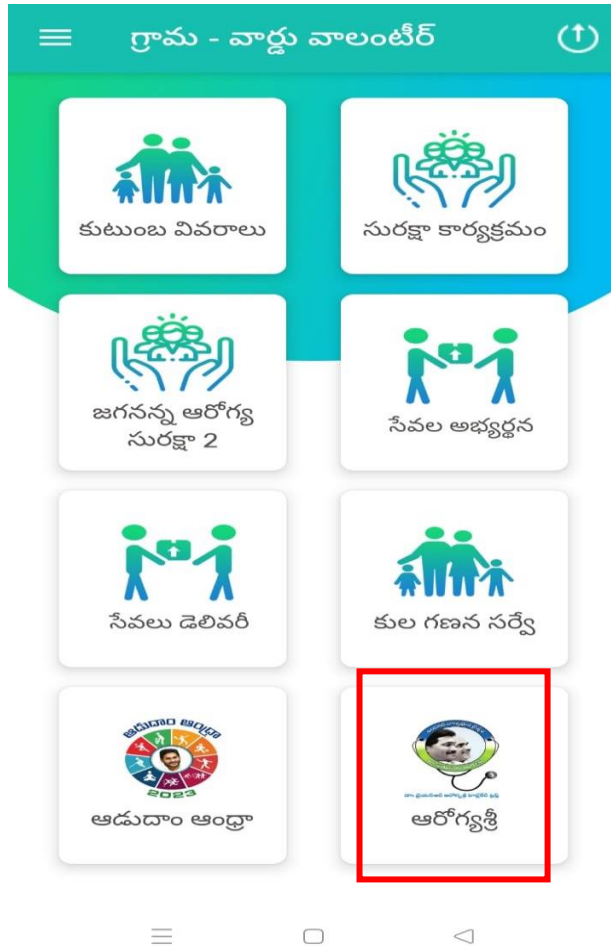 గ్రామ - వార్డు వాలంటీర్
కుటుంబ వివరాలు
సురక్షా కార్యక్రమం
జగనన్న ఆరోగ్య
సురక్షా 2
సేవల అభ్యర్థన
సేవలు డెలివరీ
కుల గణన సర్వే
ఆడుదాం ఆంధ్రా
2023
ఆడుదాం ఆంధ్రా
ఆరోగ్యశ్రీ